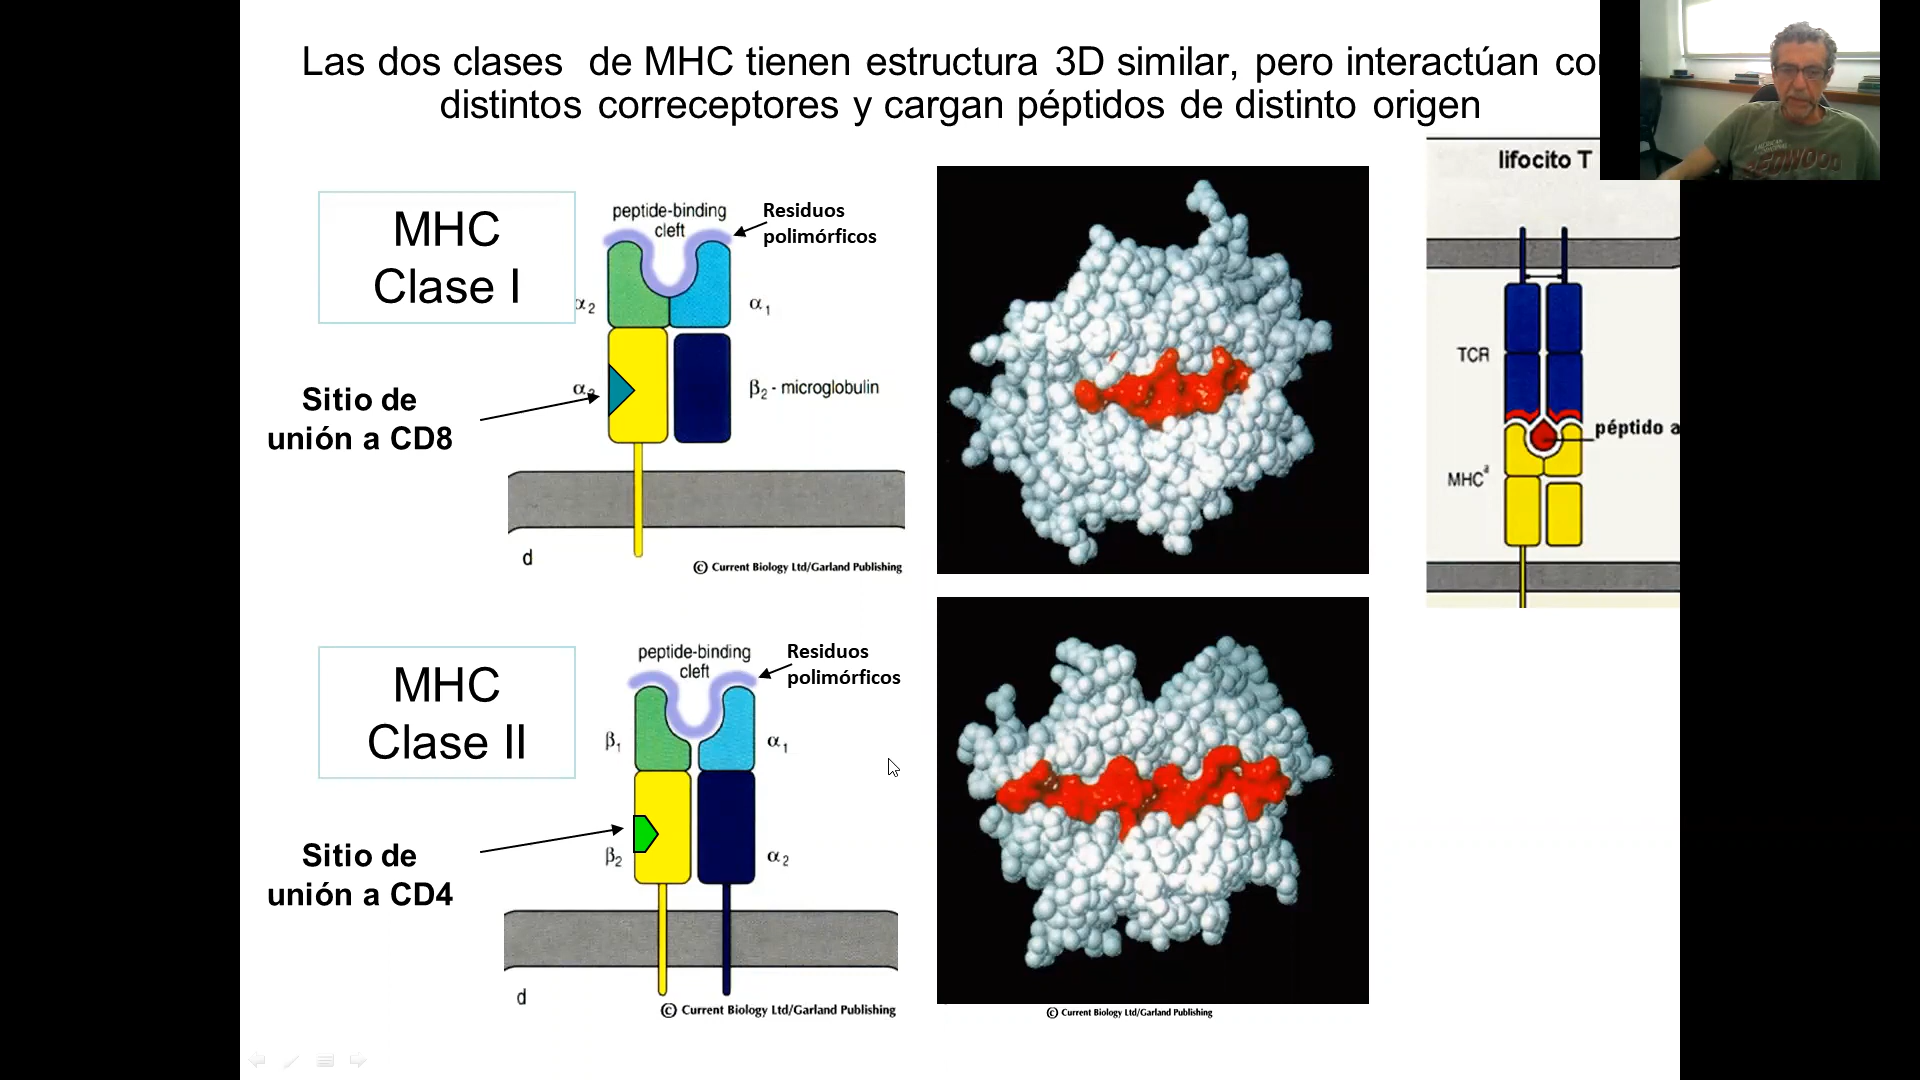 Las dos clases de MHC tienen estructura 3D similar, pero interactúan con
distintos correceptores y cargan péptidos de distinto origen
MHC
Clase I
peptide-binding
cleft
Residuos
polimórficos
α2
α1
Sitio de
unión a CD8
β2 - microglobulin
d
© Current Biology Ltd/Garland Publishing
lifocito T
TCR
péptido a
MHCa
MHC
Clase II
peptide-binding
cleft
Residuos
polimórficos
β1
α1
Sitio de
unión a CD4
β2
α2
d
© Current Biology Ltd/Garland Publishing
© Current Biology Ltd/Garland Publishing